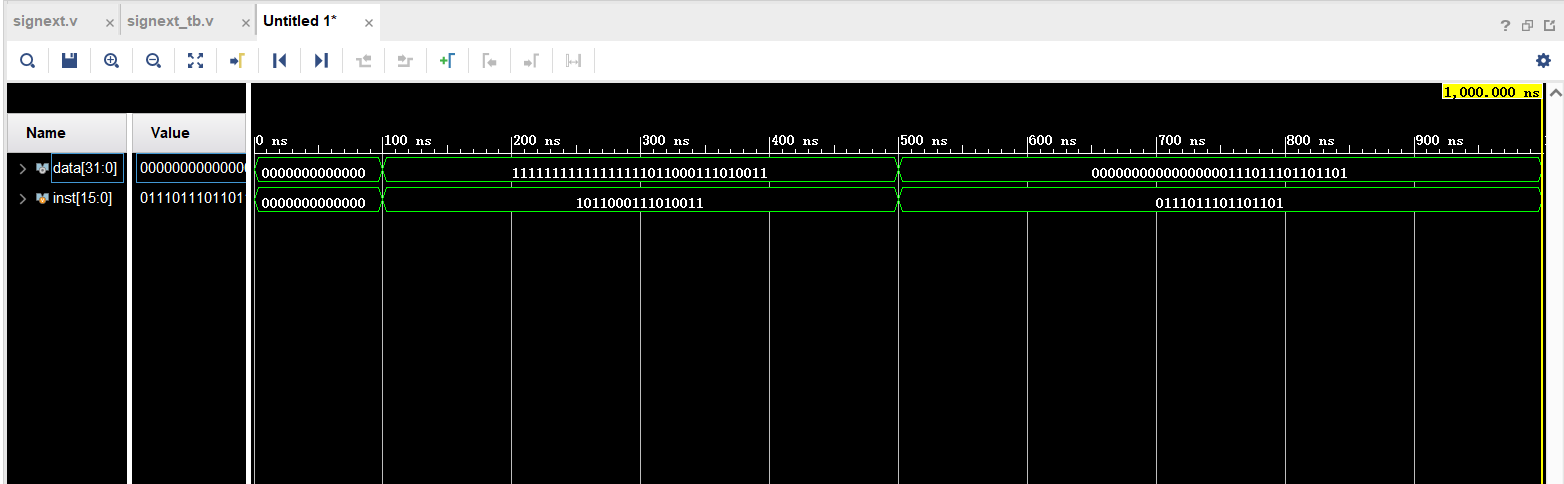 signext.v × signext_tb.v × Untitled 1* ×
?
1,000.000 ns
Name Value
0 ns 100 ns 200 ns 300 ns 400 ns 500 ns 600 ns 700 ns 800 ns 900 ns
data[31:0] 00000000000000 0000000000000 11111111111111111011000111010011 00000000000000000111011101101101
inst[15:0] 0111011101101 0000000000000 1011000111010011 0111011101101101